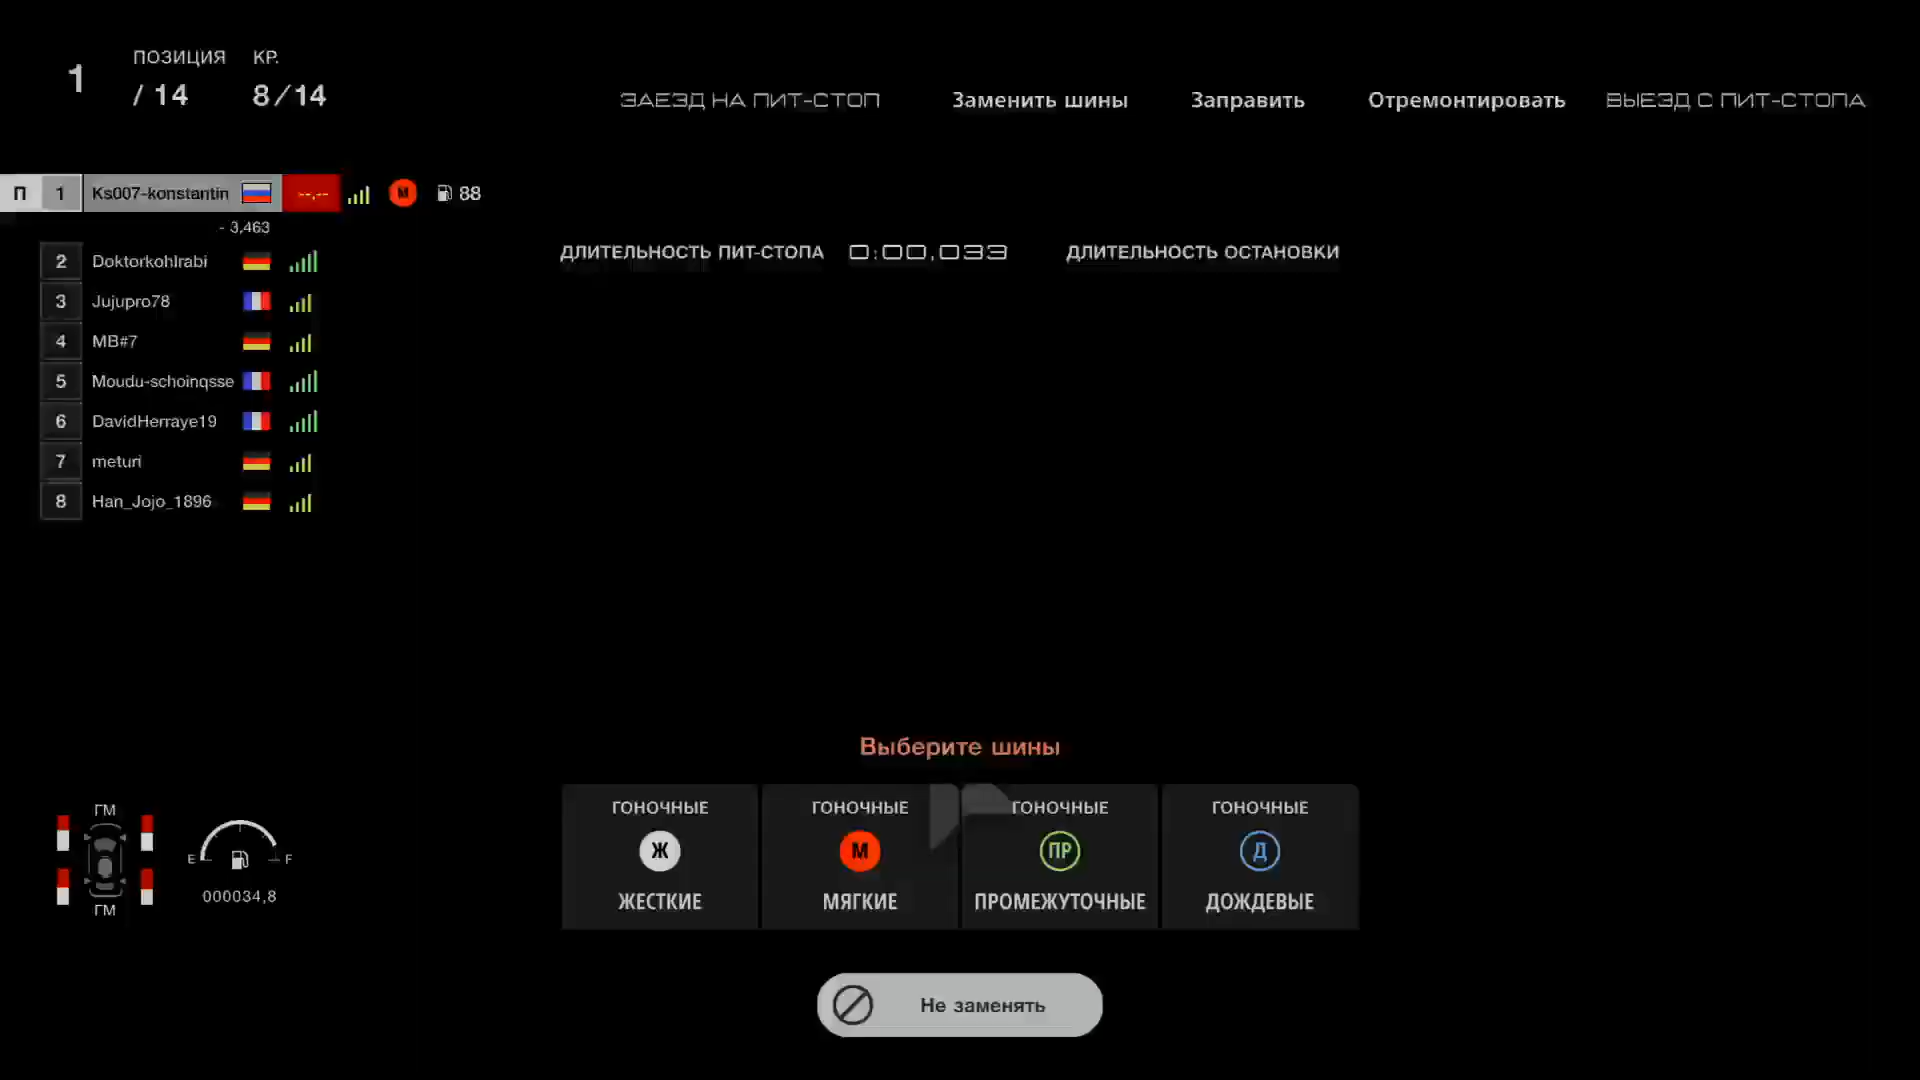 1
ПОЗИЦИЯ
/ 14
КР.
8/14
ЗАЕЗД НА ПИТ-СТОП
Заменить шины
Заправить
Отремонтировать
ВЫЕЗД С ПИТ-СТОПА
П 1 Ks007-konstantin --,-- М 88
- 3,463
2 Doktorkohlrabi
3 Jujupro78
4 MB#7
5 Moudu-schoinqsse
6 DavidHerraye19
7 meturi
8 Han_Jojo_1896
ДЛИТЕЛЬНОСТЬ ПИТ-СТОПА 0:00,033
ДЛИТЕЛЬНОСТЬ ОСТАНОВКИ
Выберите шины
ГОНОЧНЫЕ
Ж
ЖЕСТКИЕ
ГОНОЧНЫЕ
М
МЯГКИЕ
ГОНОЧНЫЕ
ПР
ПРОМЕЖУТОЧНЫЕ
ГОНОЧНЫЕ
Д
ДОЖДЕВЫЕ
Не заменять
ГМ
ГМ
E F
000034,8